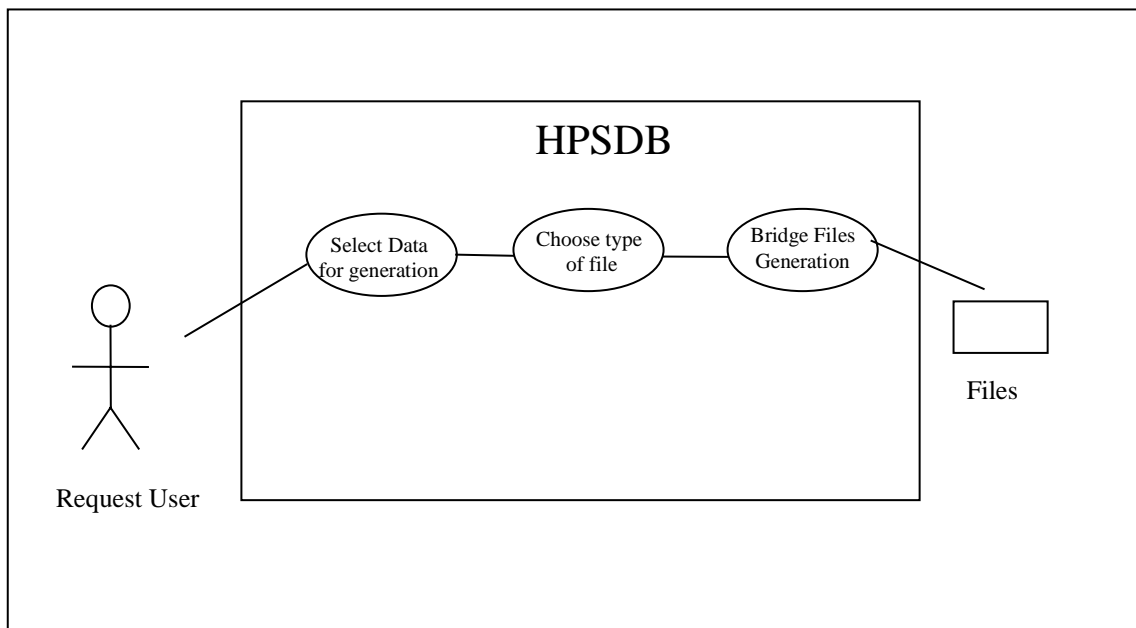 HPSDB
Select Data
for generation
Choose type
of file
Bridge Files
Generation
Files
Request User